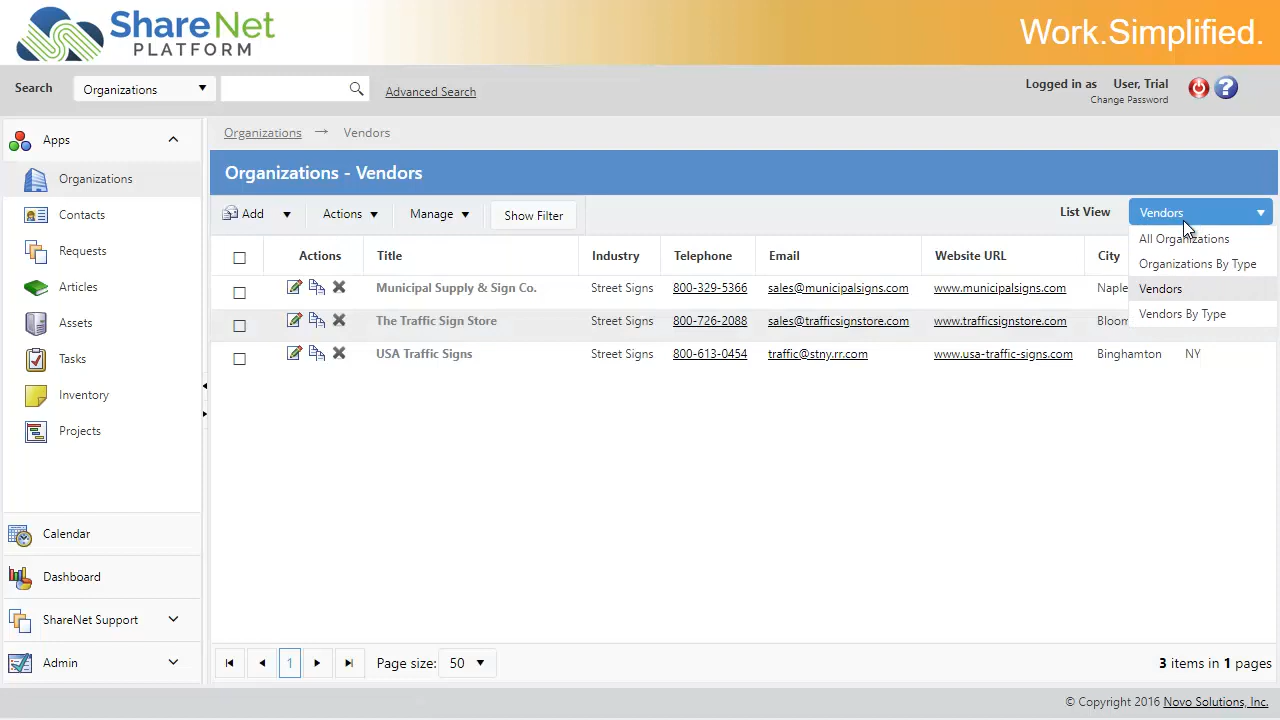 ShareNet
PLATFORM
Work.Simplified.
Search
Organizations
Advanced Search
Logged in as User, Trial
Change Password
Apps
Organizations
Contacts
Requests
Articles
Assets
Tasks
Inventory
Projects
Calendar
Dashboard
ShareNet Support
Admin
Organizations → Vendors
Organizations - Vendors
Add Actions Manage Show Filter
List View Vendors
All Organizations
Organizations By Type
Vendors
Vendors By Type
Actions Title Industry Telephone Email Website URL City
Municipal Supply & Sign Co. Street Signs 800-329-5366 sales@municipalsigns.com www.municipalsigns.com Naple
The Traffic Sign Store Street Signs 800-726-2088 sales@trafficsignstore.com www.trafficsignstore.com Bloom
USA Traffic Signs Street Signs 800-613-0454 traffic@stny.rr.com www.usa-traffic-signs.com Binghamton NY
1 Page size: 50
3 items in 1 pages
© Copyright 2016 Novo Solutions, Inc.